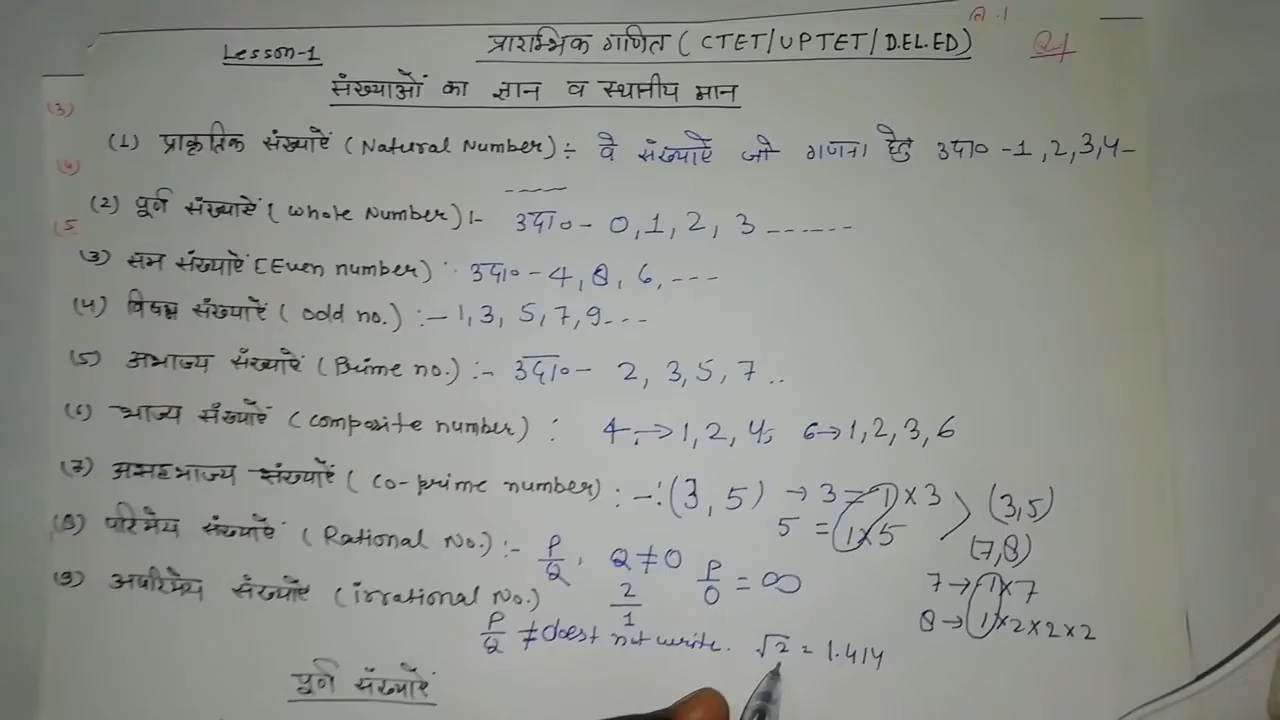 नि.1
Lesson-1 प्रारम्भिक गणित (CTET/UPTET/D.EL.ED)
संख्याओं का ज्ञान व स्थानीय मान
(3)
(1) प्राकृतिक संख्याऐं (Natural Number) ÷ वे संख्याऐं जो गणना हेतु उदा० -1,2,3,4-
-----
(4)
(2) पूर्ण संख्याऐं (Whole Number) :- उदा०- 0,1,2,3------
(5
(3) सम संख्याऐं (Even number) : उदा०-4,8,6,---
(4) विषम संख्याऐं (odd no.) :-1,3,5,7,9---
(5) अभाज्य संख्याऐं (Prime no.) :- उदा०- 2,3,5,7..
(6) भाज्य संख्याऐं (composite number) : 4→1,2,4, 6→1,2,3,6
(7) असहभाज्य संख्याऐं (co-prime number) : -:(3,5) → 3=1×3 (3,5)
5=1×5
(7,8)
(8) परिमेय संख्याऐं (Rational No.) :- P/Q, Q≠0 P/0=∞
2/1
7→1×7
8→1×2×2×2
(9) अपरिमेय संख्याऐं (irrational No.)
P/Q ≠doest not write. √2=1.414
पूर्ण संख्याऐं